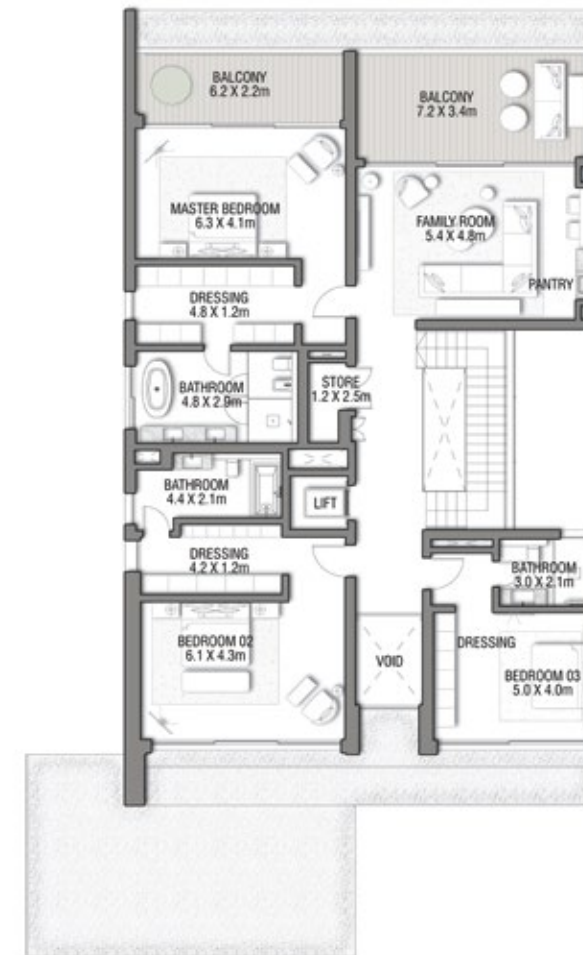 BALCONY
6.2 X 2.2m
BALCONY
7.2 X 3.4m
MASTER BEDROOM
6.3 X 4.1m
FAMILY ROOM
5.4 X 4.8m
PANTRY
DRESSING
4.8 X 1.2m
BATHROOM
4.8 X 2.9m
STORE
1.2 X 2.5m
BATHROOM
4.4 X 2.1m
LIFT
DRESSING
4.2 X 1.2m
BATHROOM
3.0 X 2.1m
BEDROOM 02
6.1 X 4.3m
VOID
DRESSING
BEDROOM 03
5.0 X 4.0m